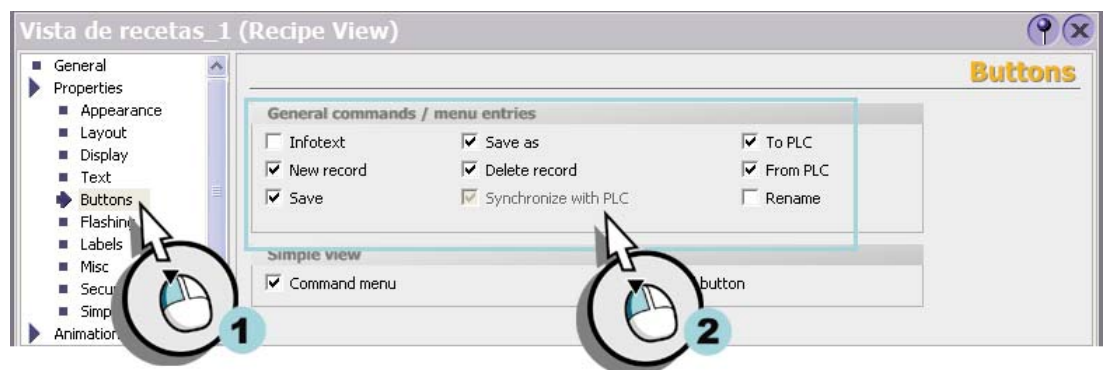 Vista de recetas_1 (Recipe View)
General
Properties
Appearance
Layout
Display
Text
Buttons
Flashing
Labels
Misc
Simp
Animation
Buttons
General commands / menu entries
Infotext
Save as
To PLC
New record
Delete record
From PLC
Save
Synchronize with PLC
Rename
Simple view
Command menu
button
1
2